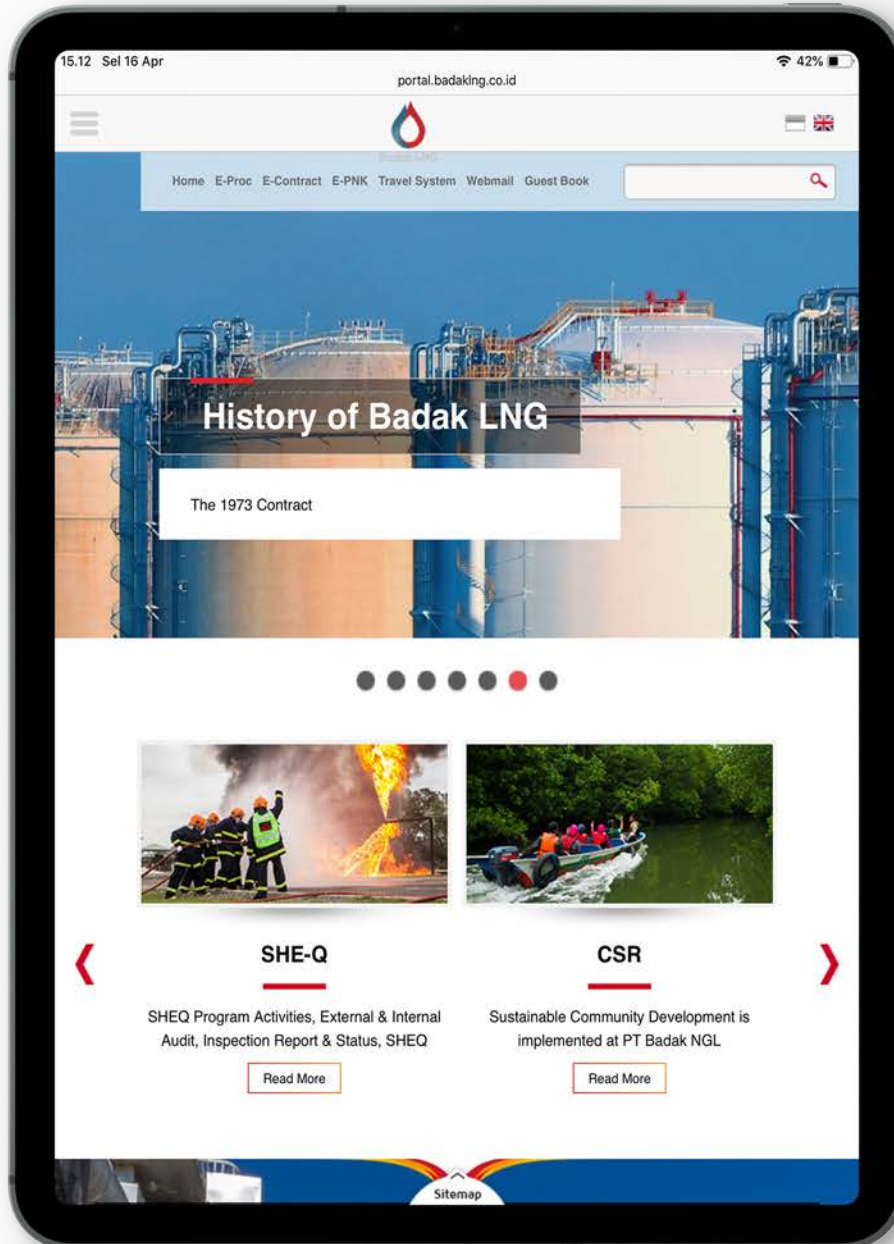 15.12 Sel 16 Apr
42%
portal.badaklng.co.id
Badak LNG
Home E-Proc E-Contract E-PNK Travel System Webmail Guest Book
History of Badak LNG
The 1973 Contract
SHE-Q
SHEQ Program Activities, External & Internal
Audit, Inspection Report & Status, SHEQ
Read More
CSR
Sustainable Community Development is
implemented at PT Badak NGL
Read More
Sitemap